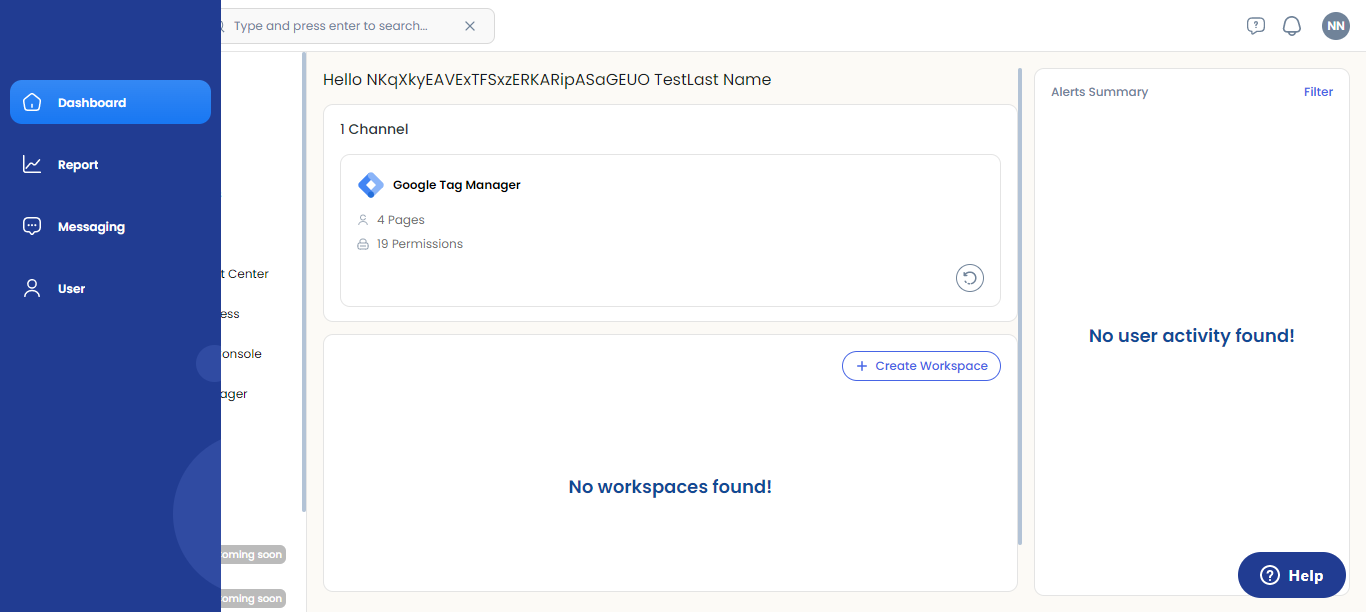 Type and press enter to search...
NN
Dashboard
Report
Messaging
User
t Center
ess
onsole
ager
oming soon
oming soon
Hello NKqXkyEAVExTFSxzERKARipASaGEUO TestLast Name
1 Channel
Google Tag Manager
4 Pages
19 Permissions
Create Workspace
No workspaces found!
Alerts Summary
Filter
No user activity found!
Help